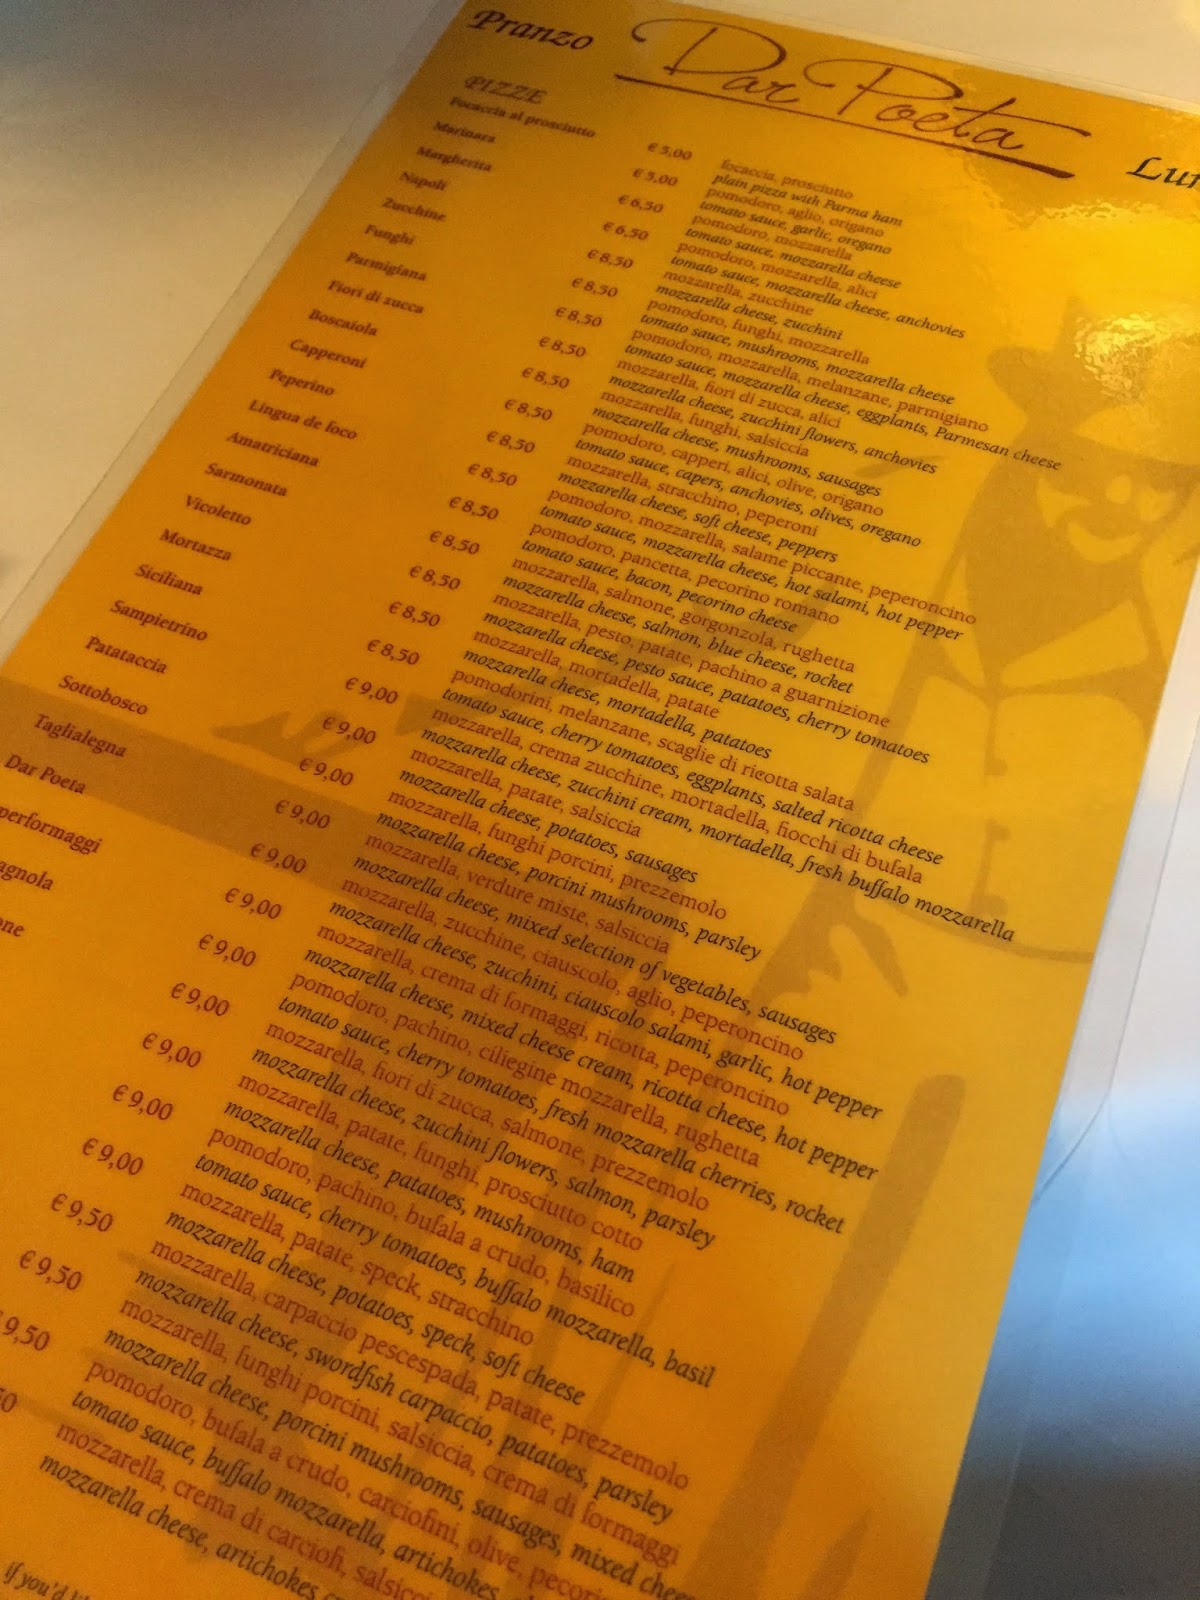 Pranzo
Dar Poeta
PIZZE
Focaccia al prosciutto
Marinara
Margherita
Napoli
Zucchine
Funghi
Parmigiana
Fiori di zucca
Boscaiola
Capperoni
Peperino
Lingua de foco
Amatriciana
Sarmonata
Vicoletto
Mortazza
Siciliana
Sampietrino
Patataccia
Sottobosco
Taglialegna
Dar Poeta
€ 5,00
€ 5,00
€ 6,50
€ 6,50
€ 8,50
€ 8,50
€ 8,50
€ 8,50
€ 8,50
€ 8,50
€ 8,50
€ 8,50
€ 8,50
€ 8,50
€ 8,50
€ 8,50
€ 8,50
€ 9,00
€ 9,00
€ 9,00
€ 9,00
€ 9,00
€ 9,00
€ 9,00
€ 9,00
€ 9,00
€ 9,00
€ 9,00
€ 9,50
€ 9,50
9,50
focaccia, prosciutto
plain pizza with Parma ham
pomodoro, aglio, origano
tomato sauce, garlic, oregano
pomodoro, mozzarella
tomato sauce, mozzarella cheese
pomodoro, mozzarella, alici
tomato sauce, mozzarella cheese, anchovies
mozzarella, zucchine
mozzarella cheese, zucchini
pomodoro, funghi, mozzarella
tomato sauce, mushrooms, mozzarella cheese
pomodoro, mozzarella, melanzane, parmigiano
tomato sauce, mozzarella cheese, eggplants, Parmesan cheese
mozzarella, fiori di zucca, alici
mozzarella cheese, zucchini flowers, anchovies
mozzarella, funghi, salsiccia
mozzarella cheese, mushrooms, sausages
pomodoro, capperi, alici, olive, origano
tomato sauce, capers, anchovies, olives, oregano
mozzarella, stracchino, peperoni
mozzarella cheese, soft cheese, peppers
pomodoro, mozzarella, salame piccante, peperoncino
tomato sauce, mozzarella cheese, hot salami, hot pepper
pomodoro, pancetta, pecorino romano
tomato sauce, bacon, pecorino cheese
mozzarella, salmone, gorgonzola, rughetta
mozzarella cheese, salmon, blue cheese, rocket
mozzarella, pesto, patate, pachino a guarnizione
mozzarella cheese, pesto sauce, patatoes, cherry tomatoes
mozzarella, mortadella, patate
mozzarella cheese, mortadella, patatoes
pomodorini, melanzane, scaglie di ricotta salata
tomato sauce, cherry tomatoes, eggplants, salted ricotta cheese
mozzarella, crema zucchine, mortadella, fiocchi di bufala
mozzarella cheese, zucchini cream, mortadella, fresh buffalo mozzarella
mozzarella, patate, salsiccia
mozzarella cheese, potatoes, sausages
mozzarella, funghi porcini, prezzemolo
mozzarella cheese, porcini mushrooms, parsley
mozzarella, verdure miste, salsiccia
mozzarella cheese, mixed selection of vegetables, sausages
mozzarella, zucchine, ciauscolo, aglio, peperoncino
mozzarella cheese, zucchini, ciauscolo salami, garlic, hot pepper
mozzarella, crema di formaggi, ricotta, peperoncino
mozzarella cheese, mixed cheese cream, ricotta cheese, hot pepper
pomodoro, pachino, ciliegine mozzarella, rughetta
tomato sauce, cherry tomatoes, fresh mozzarella cherries, rocket
mozzarella, fiori di zucca, salmone, prezzemolo
mozzarella cheese, zucchini flowers, salmon, parsley
mozzarella, patate, funghi, prosciutto cotto
mozzarella cheese, patatoes, mushrooms, ham
pomodoro, pachino, bufala a crudo, basilico
tomato sauce, cherry tomatoes, buffalo mozzarella, basil
mozzarella, patate, speck, stracchino
mozzarella cheese, potatoes, speck, soft cheese
mozzarella, carpaccio pescespada, patate, prezzemolo
mozzarella cheese, swordfish carpaccio, patatoes, parsley
mozzarella, funghi porcini, salsiccia, crema di formaggi
mozzarella cheese, porcini mushrooms, sausages, mixed
pomodoro, bufala a crudo, carciofini, olive,
tomato sauce, buffalo mozzarella, artichokes,
mozzarella, crema di carciofi,
mozzarella cheese, artichokes
if you'd